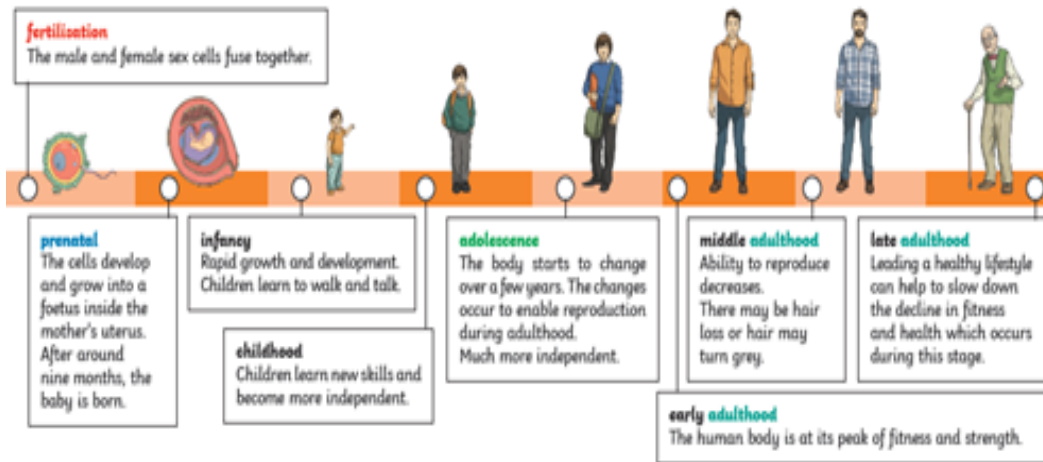 fertilisation
The male and female sex cells fuse together.
prenatal
The cells develop
and grow into a
foetus inside the
mother's uterus.
After around
nine months, the
baby is born.
infancy
Rapid growth and development.
Children learn to walk and talk.
childhood
Children learn new skills and
become more independent.
adolescence
The body starts to change
over a few years. The changes
occur to enable reproduction
during adulthood.
Much more independent.
early adulthood
The human body is at its peak of fitness and strength.
middle adulthood
Ability to reproduce
decreases.
There may be hair
loss or hair may
turn grey.
late adulthood
Leading a healthy lifestyle
can help to slow down
the decline in fitness
and health which occurs
during this stage.